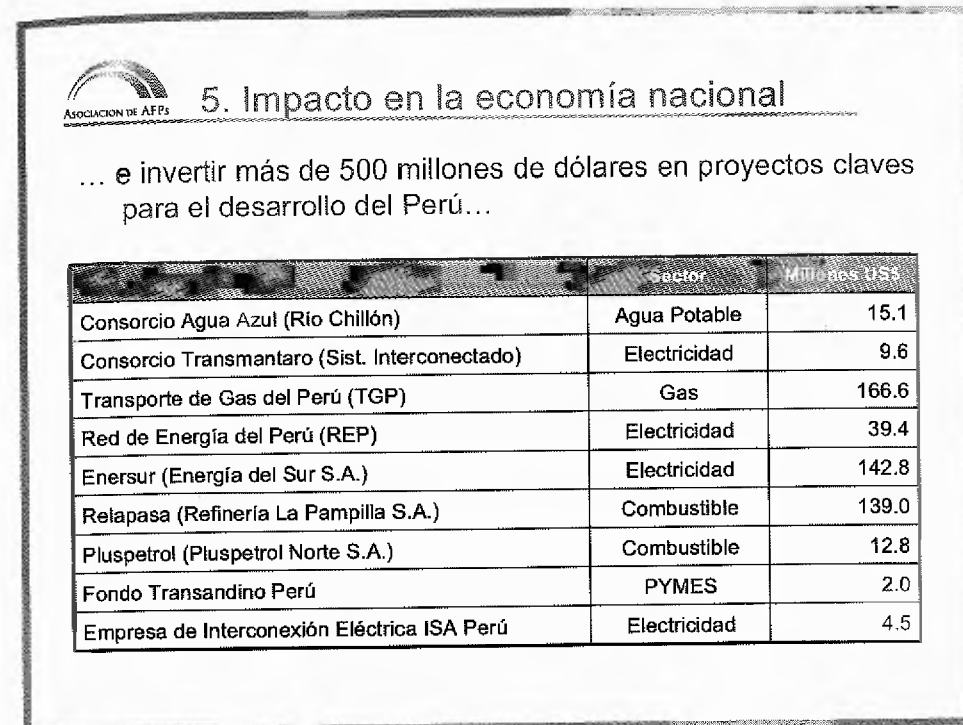 ASOCIACION DE AFPs
5. Impacto en la economía nacional
... e invertir más de 500 millones de dólares en proyectos claves
para el desarrollo del Perú...
Sector Millones US$
Consorcio Agua Azul (Río Chillón) Agua Potable 15.1
Consorcio Transmantaro (Sist. Interconectado) Electricidad 9.6
Transporte de Gas del Perú (TGP) Gas 166.6
Red de Energía del Perú (REP) Electricidad 39.4
Enersur (Energía del Sur S.A.) Electricidad 142.8
Relapasa (Refinería La Pampilla S.A.) Combustible 139.0
Pluspetrol (Pluspetrol Norte S.A.) Combustible 12.8
Fondo Transandino Perú PYMES 2.0
Empresa de Interconexión Eléctrica ISA Perú Electricidad 4.5